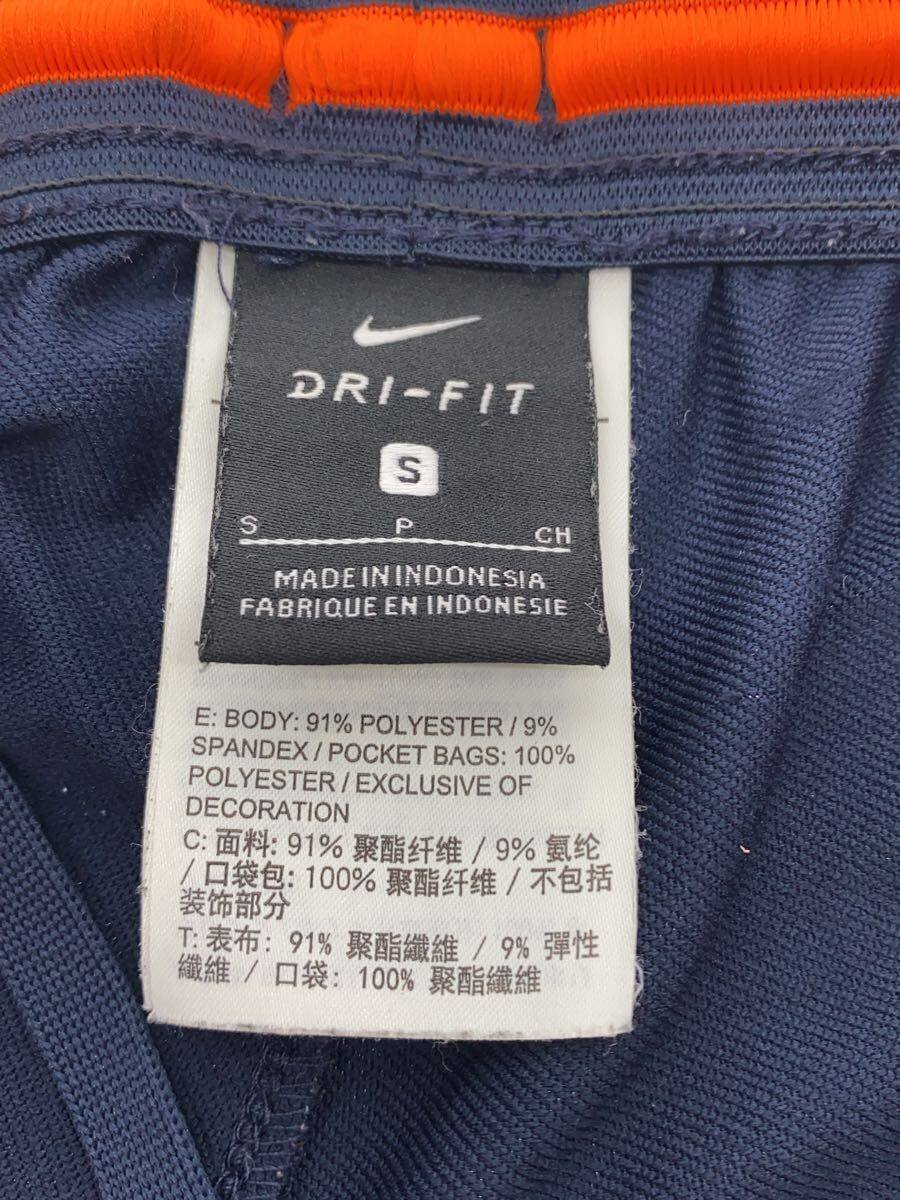 DRI-FIT
S
S P CH
MADE IN INDONESIA
FABRIQUE EN INDONESIE
E: BODY: 91% POLYESTER / 9%
SPANDEX / POCKET BAGS: 100%
POLYESTER / EXCLUSIVE OF
DECORATION
C: 面料: 91% 聚酯纤维 / 9% 氨纶
/ 口袋包: 100% 聚酯纤维 / 不包括
装饰部分
T: 表布: 91% 聚酯纖維 / 9% 彈性
纖維 / 口袋: 100% 聚酯纖維